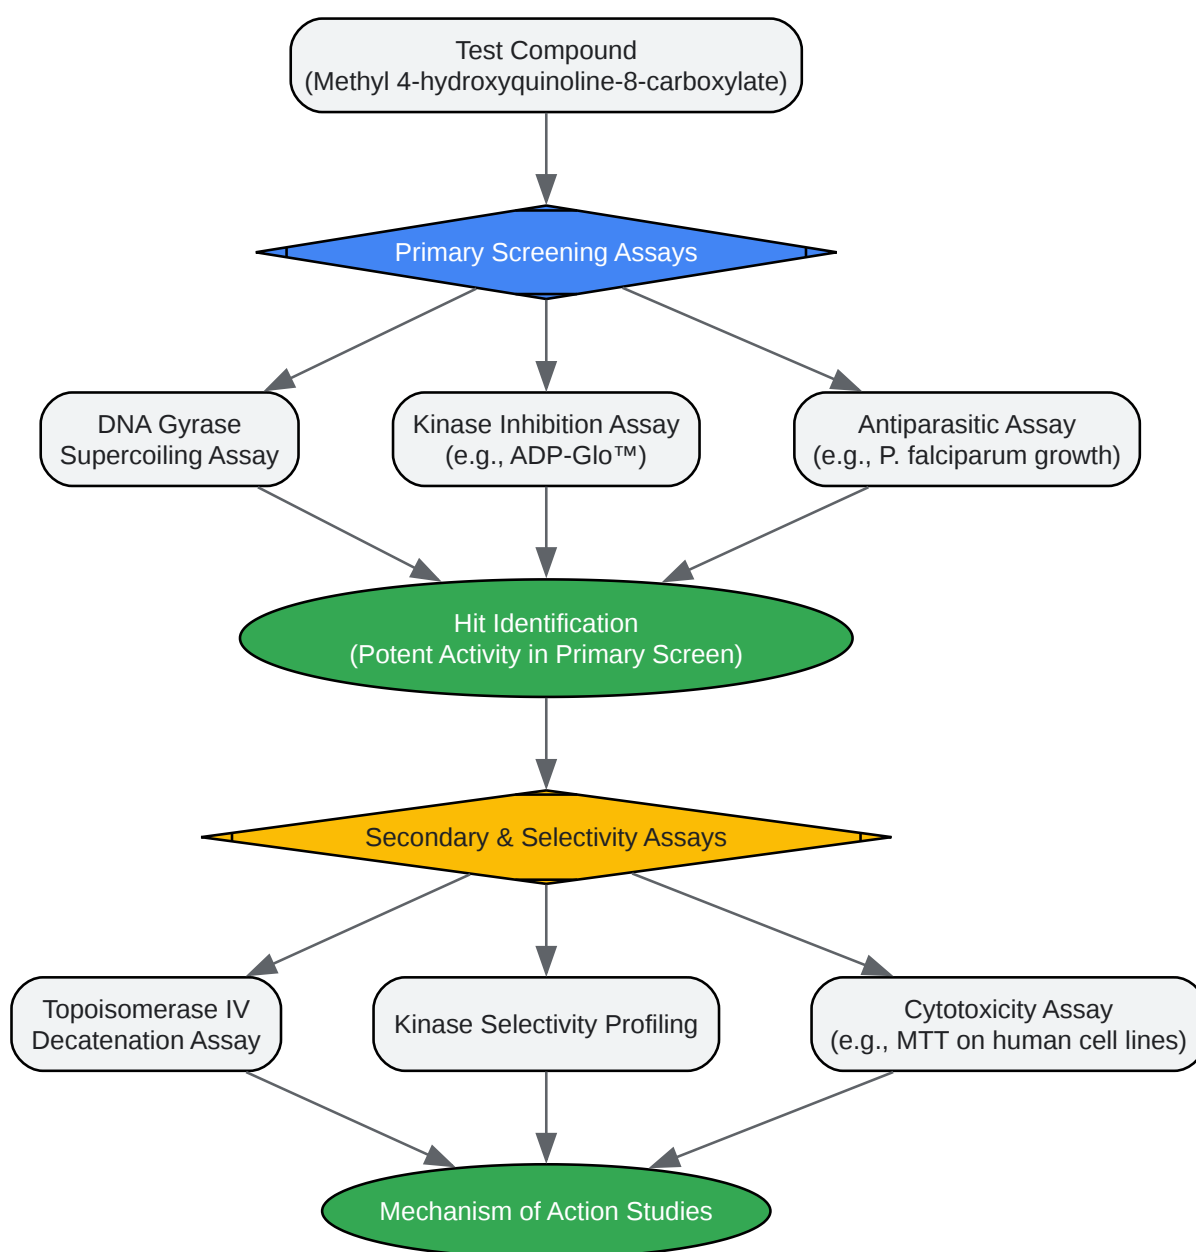 Test Compound
(Methyl 4-hydroxyquinoline-8-carboxylate)
Primary Screening Assays
DNA Gyrase
Supercoiling Assay
Kinase Inhibition Assay
(e.g., ADP-Glo™)
Antiparasitic Assay
(e.g., P. falciparum growth)
Hit Identification
(Potent Activity in Primary Screen)
Secondary & Selectivity Assays
Topoisomerase IV
Decatenation Assay
Kinase Selectivity Profiling
Cytotoxicity Assay
(e.g., MTT on human cell lines)
Mechanism of Action Studies